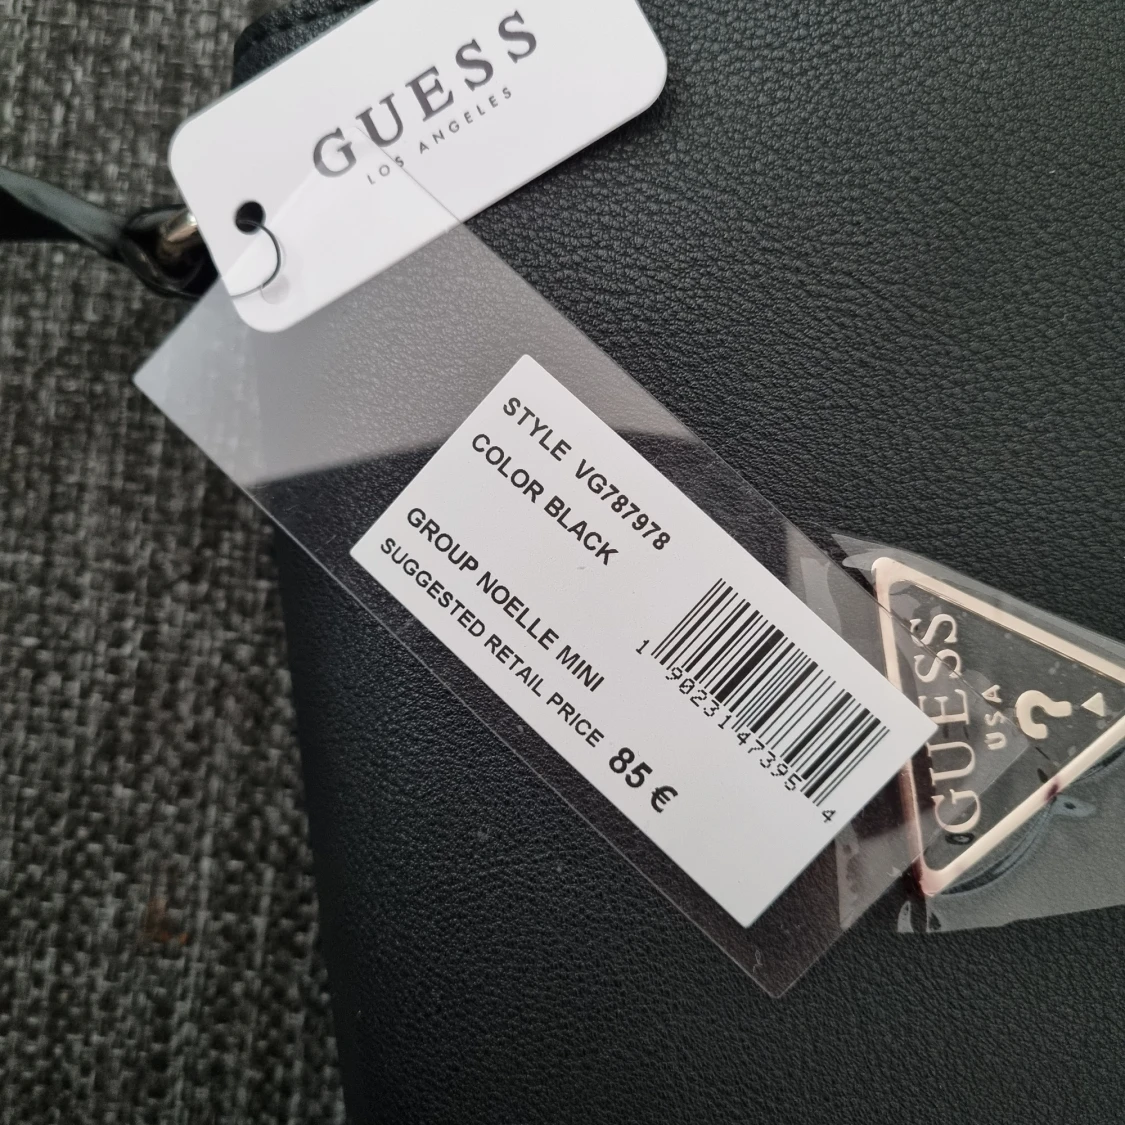 GUESS
LOS ANGELES
STYLE VG787978
COLOR BLACK
GROUP NOELLE MINI
SUGGESTED RETAIL PRICE 85 €
1 90231 47395 4
GUESS
USA
?